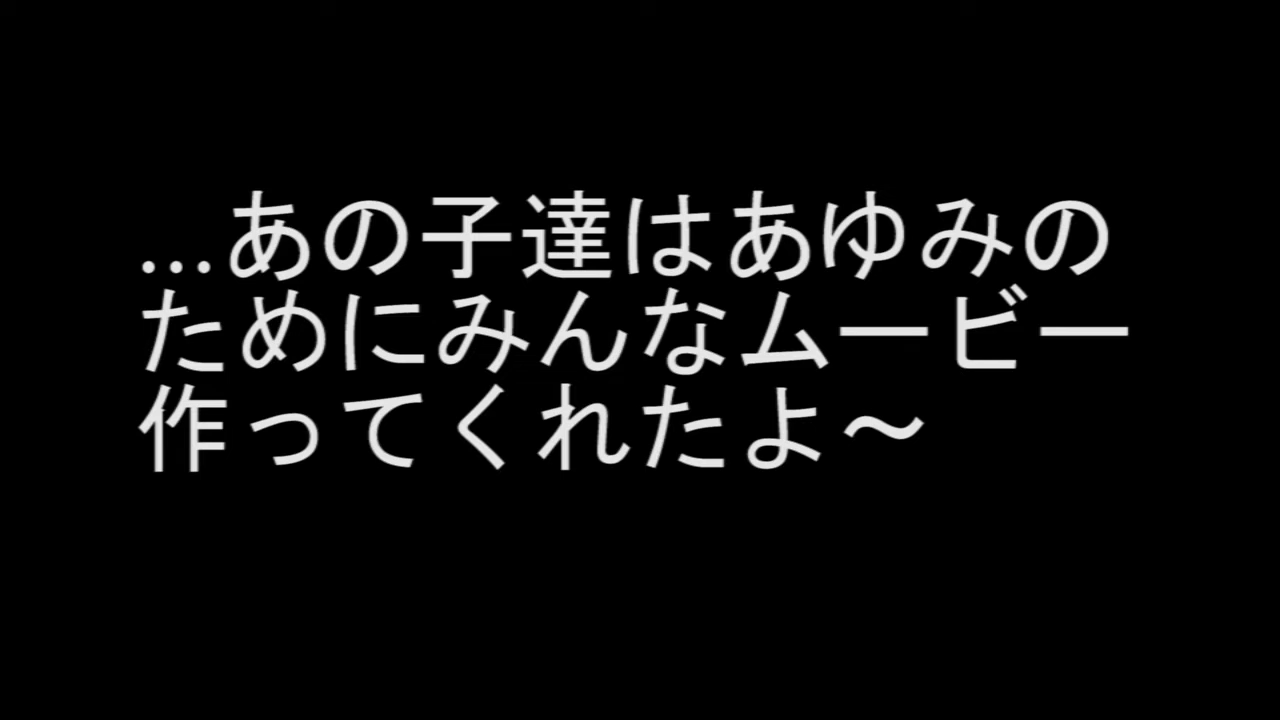 …あの子達はあゆみの
ためにみんなムービー
作ってくれたよ～